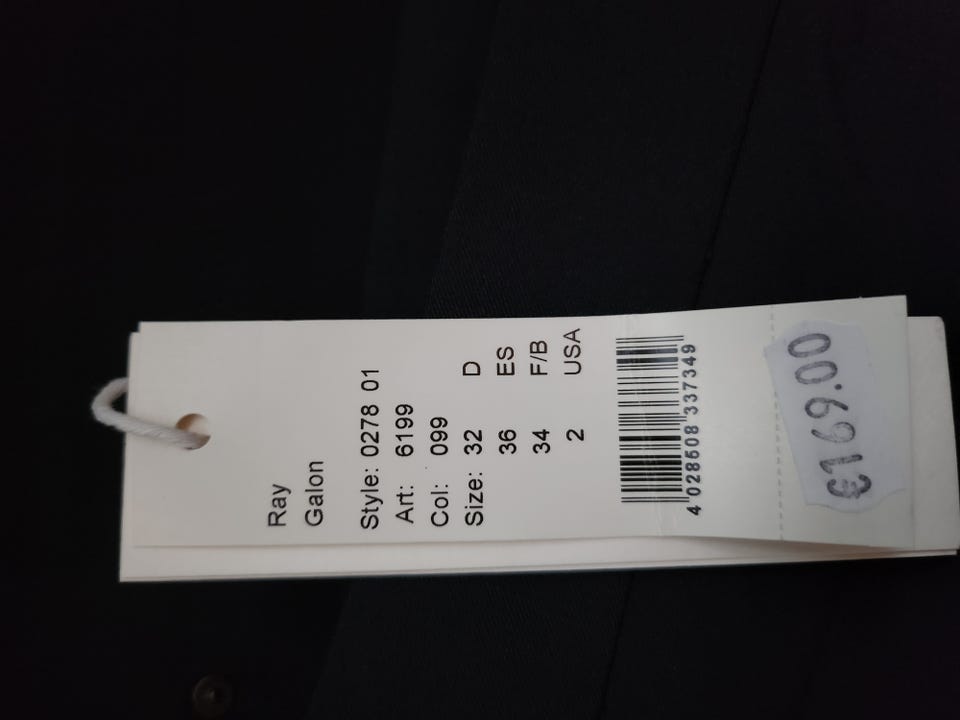 Ray
Galon
Style: 0278 01
Art: 6199
Col: 099
Size: 32 D
36 ES
34 F/B
2 USA
4 028508 337349
£169.00